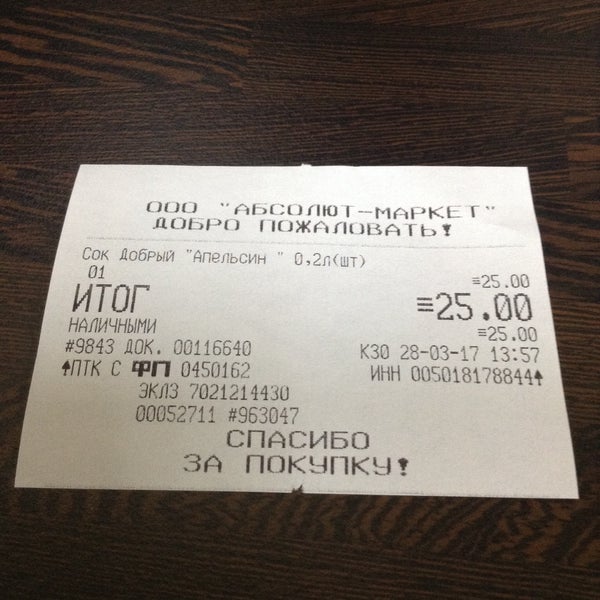 ООО "АБСОЛЮТ-МАРКЕТ"
ДОБРО ПОЖАЛОВАТЬ!
Сок Добрый "Апельсин " 0,2л(шт)
01 ≡25.00
ИТОГ ≡25.00
НАЛИЧНЫМИ ≡25.00
#9843 ДОК. 00116640 К30 28-03-17 13:57
ПТК С ФП 0450162 ИНН 005018178844
ЭКЛЗ 7021214430
00052711 #963047
СПАСИБО
ЗА ПОКУПКУ!